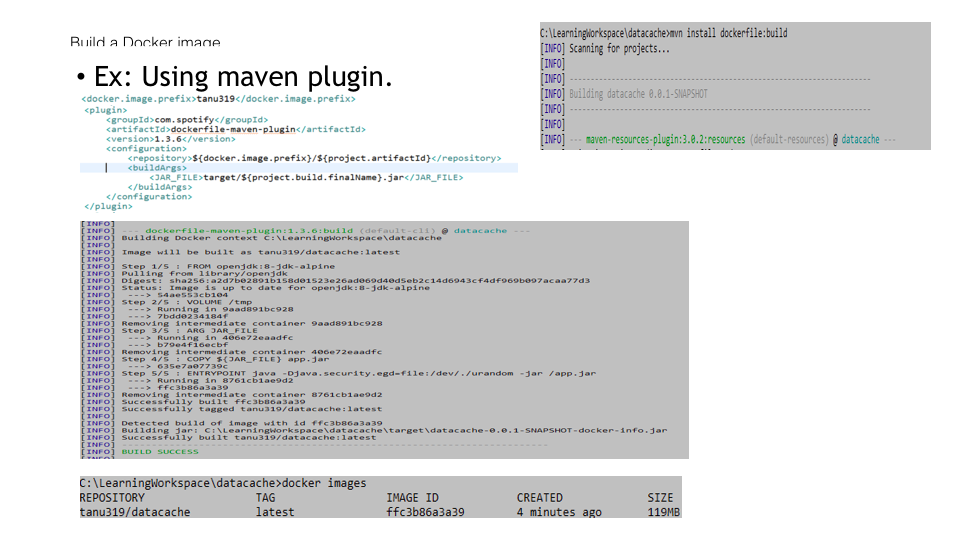 Build a Docker image
• Ex: Using maven plugin.
<docker.image.prefix>tanu319</docker.image.prefix>
<plugin>
<groupId>com.spotify</groupId>
<artifactId>dockerfile-maven-plugin</artifactId>
<version>1.3.6</version>
<configuration>
<repository>${docker.image.prefix}/${project.artifactId}</repository>
<buildArgs>
<JAR_FILE>target/${project.build.finalName}.jar</JAR_FILE>
</buildArgs>
</configuration>
</plugin>
C:\LearningWorkspace\datacache>mvn install dockerfile:build
[INFO] Scanning for projects...
[INFO]
[INFO] ------------------------------------------------------------------------
[INFO] Building datacache 0.0.1-SNAPSHOT
[INFO] ------------------------------------------------------------------------
[INFO]
[INFO] --- maven-resources-plugin:3.0.2:resources (default-resources) @ datacache ---
[INFO]
[INFO] --- dockerfile-maven-plugin:1.3.6:build (default-cli) @ datacache ---
[INFO] Building Docker context C:\LearningWorkspace\datacache
[INFO]
[INFO] Image will be built as tanu319/datacache:latest
[INFO]
[INFO] Step 1/5 : FROM openjdk:8-jdk-alpine
[INFO] Pulling from library/openjdk
[INFO] Digest: sha256:a2d7b02891b158d01523e26ad069d40d5eb2c14d6943cf4df969b097acaa77d3
[INFO] Status: Image is up to date for openjdk:8-jdk-alpine
[INFO] ---> 54ae553cb104
[INFO] Step 2/5 : VOLUME /tmp
[INFO] ---> Running in 9aad891bc928
[INFO] ---> 7bdd0234184f
[INFO] Removing intermediate container 9aad891bc928
[INFO] Step 3/5 : ARG JAR_FILE
[INFO] ---> Running in 406e72eaadfc
[INFO] ---> b79e4f16ecbf
[INFO] Removing intermediate container 406e72eaadfc
[INFO] Step 4/5 : COPY ${JAR_FILE} app.jar
[INFO] ---> 635e7a07739c
[INFO] Step 5/5 : ENTRYPOINT java -Djava.security.egd=file:/dev/./urandom -jar /app.jar
[INFO] ---> Running in 8761cb1ae9d2
[INFO] ---> ffc3b86a3a39
[INFO] Removing intermediate container 8761cb1ae9d2
[INFO] Successfully built ffc3b86a3a39
[INFO] Successfully tagged tanu319/datacache:latest
[INFO]
[INFO] Detected build of image with id ffc3b86a3a39
[INFO] Building jar: C:\LearningWorkspace\datacache\target\datacache-0.0.1-SNAPSHOT-docker-info.jar
[INFO] Successfully built tanu319/datacache:latest
[INFO] ------------------------------------------------------------------------
[INFO] BUILD SUCCESS
C:\LearningWorkspace\datacache>docker images
REPOSITORY TAG IMAGE ID CREATED SIZE
tanu319/datacache latest ffc3b86a3a39 4 minutes ago 119MB